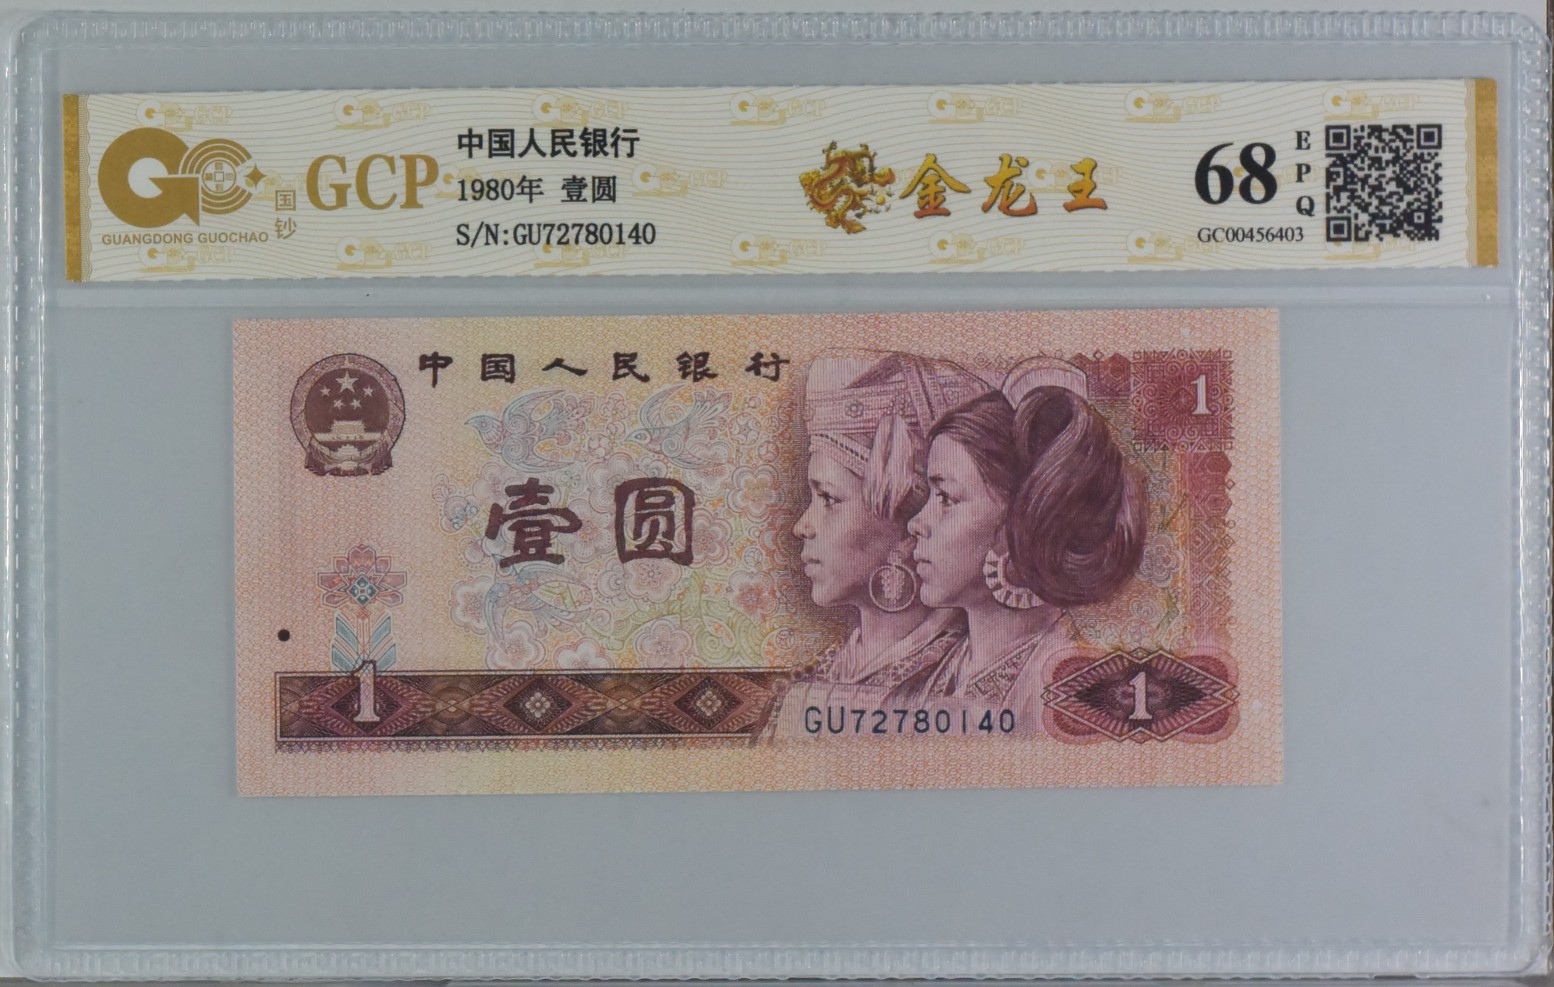 GUANGDONG GUOCHAO
国钞
GCP
中国人民银行
1980年 壹圆
S/N:GU72780140
金龙王
68
EPQ
GC00456403
中国人民银行
1
壹圆
1
GU72780140
1